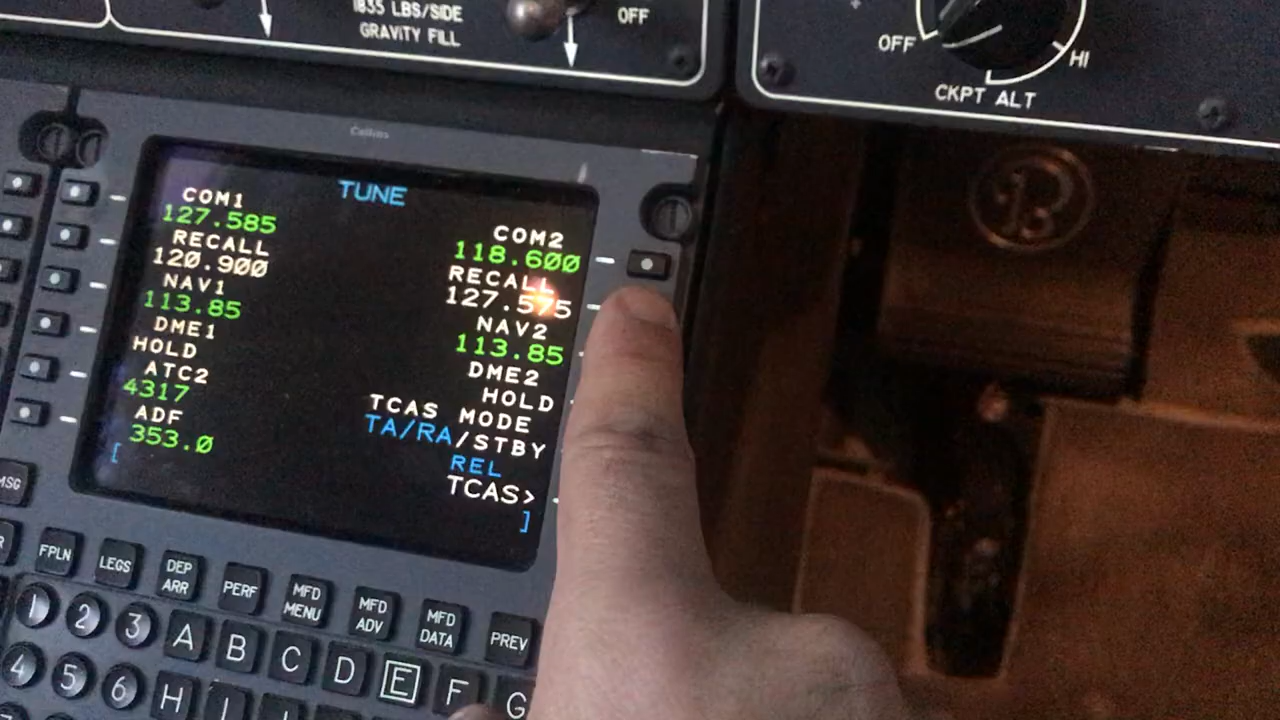 1835 LBS/SIDE
GRAVITY FILL
OFF
OFF
HI
CKPT ALT
Collins
TUNE
COM1
127.585
RECALL
120.900
NAV1
113.85
DME1
HOLD
ATC2
4317
ADF
353.0
[
COM2
118.600
RECALL
127.575
NAV2
113.85
DME2
HOLD
TCAS MODE
TA/RA/STBY
REL
TCAS>
]
MSG
FPLN
LEGS
DEP
ARR
PERF
MFD
MENU
MFD
ADV
MFD
DATA
PREV
1 2 3 A B C D E F G
4 5 6 H I
B